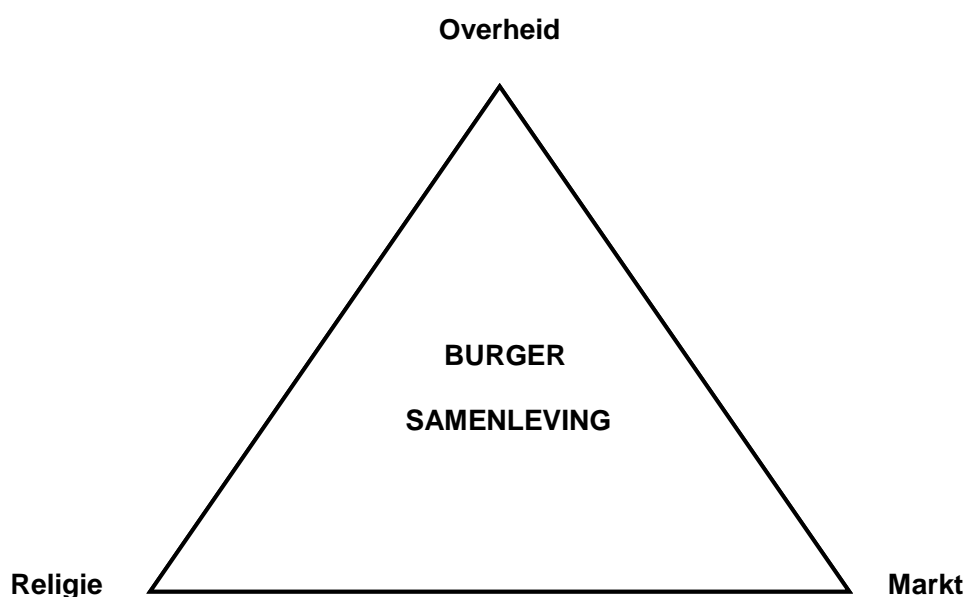 Overheid
BURGER
SAMENLEVING
Religie
Markt